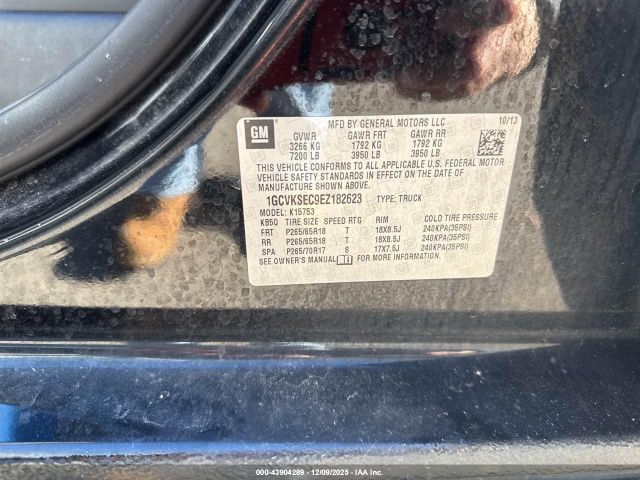 GM
MFD BY GENERAL MOTORS LLC 10/13
GVWR GAWR FRT GAWR RR
3266 KG 1792 KG 1792 KG
7200 LB 3950 LB 3950 LB
THIS VEHICLE CONFORMS TO ALL APPLICABLE U.S. FEDERAL MOTOR
VEHICLE SAFETY STANDARDS IN EFFECT ON THE DATE OF
MANUFACTURE SHOWN ABOVE.
1GCVKSEC9EZ182623 TYPE: TRUCK
MODEL: K15753
KB5Q TIRE SIZE SPEED RTG RIM COLD TIRE PRESSURE
FRT P265/65R18 T 18X8.5J 240KPA(35PSI)
RR P265/65R18 T 18X8.5J 240KPA(35PSI)
SPA P265/70R17 S 17X7.5J 240KPA(35PSI)
SEE OWNER'S MANUAL FOR MORE INFORMATION.
000-43904289 - 12/09/2025 - IAA Inc.